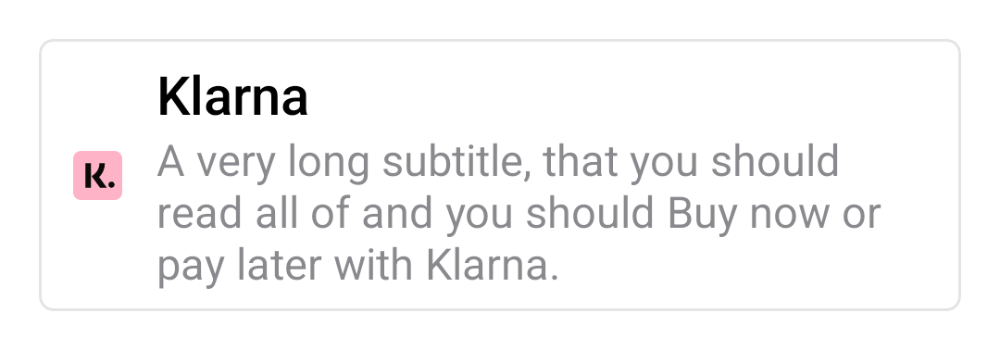 Klarna
K.
A very long subtitle, that you should
read all of and you should Buy now or
pay later with Klarna.